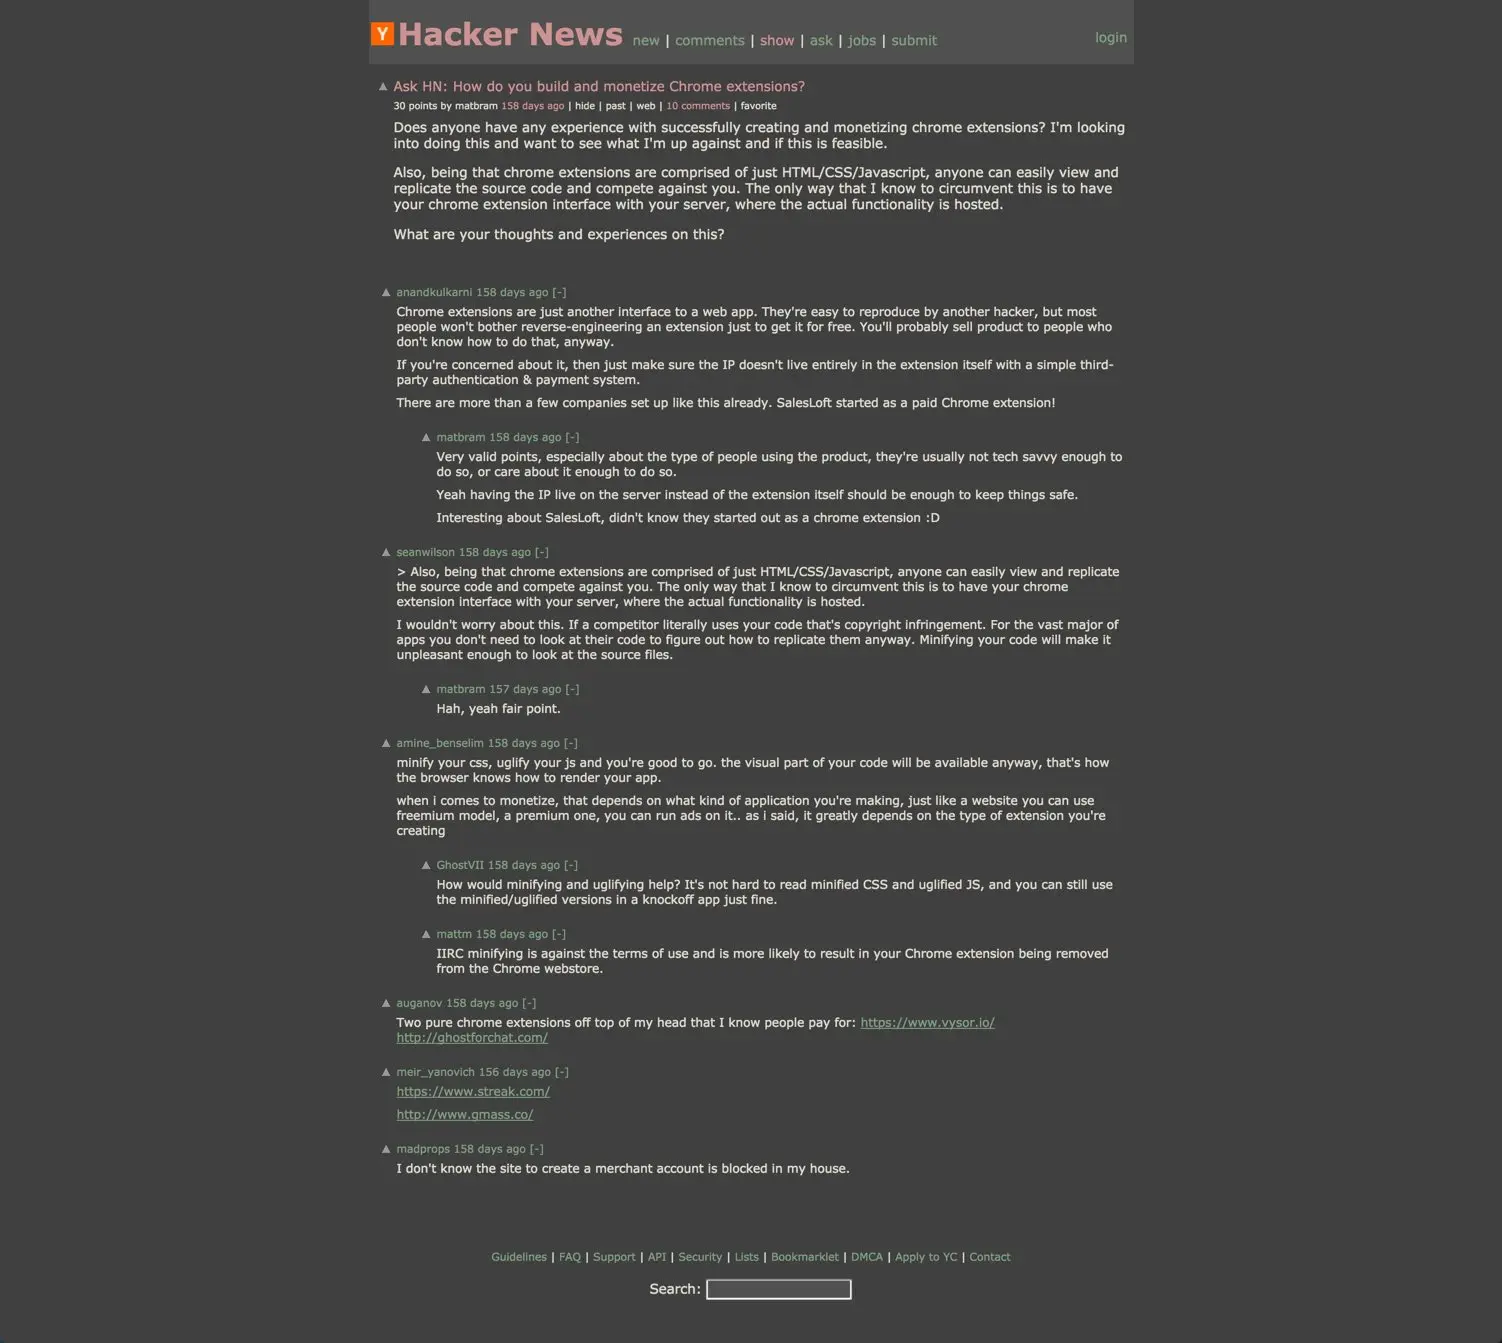 Y Hacker News new | comments | show | ask | jobs | submit login
▲ Ask HN: How do you build and monetize Chrome extensions?
30 points by matbram 158 days ago | hide | past | web | 10 comments | favorite
Does anyone have any experience with successfully creating and monetizing chrome extensions? I'm looking
into doing this and want to see what I'm up against and if this is feasible.
Also, being that chrome extensions are comprised of just HTML/CSS/Javascript, anyone can easily view and
replicate the source code and compete against you. The only way that I know to circumvent this is to have
your chrome extension interface with your server, where the actual functionality is hosted.
What are your thoughts and experiences on this?
▲ anandkulkarni 158 days ago [-]
Chrome extensions are just another interface to a web app. They're easy to reproduce by another hacker, but most
people won't bother reverse-engineering an extension just to get it for free. You'll probably sell product to people who
don't know how to do that, anyway.
If you're concerned about it, then just make sure the IP doesn't live entirely in the extension itself with a simple third-
party authentication & payment system.
There are more than a few companies set up like this already. SalesLoft started as a paid Chrome extension!
▲ matbram 158 days ago [-]
Very valid points, especially about the type of people using the product, they're usually not tech savvy enough to
do so, or care about it enough to do so.
Yeah having the IP live on the server instead of the extension itself should be enough to keep things safe.
Interesting about SalesLoft, didn't know they started out as a chrome extension :D
▲ seanwilson 158 days ago [-]
> Also, being that chrome extensions are comprised of just HTML/CSS/Javascript, anyone can easily view and replicate
the source code and compete against you. The only way that I know to circumvent this is to have your chrome
extension interface with your server, where the actual functionality is hosted.
I wouldn't worry about this. If a competitor literally uses your code that's copyright infringement. For the vast major of
apps you don't need to look at their code to figure out how to replicate them anyway. Minifying your code will make it
unpleasant enough to look at the source files.
▲ matbram 157 days ago [-]
Hah, yeah fair point.
▲ amine_benselim 158 days ago [-]
minify your css, uglify your js and you're good to go. the visual part of your code will be available anyway, that's how
the browser knows how to render your app.
when i comes to monetize, that depends on what kind of application you're making, just like a website you can use
freemium model, a premium one, you can run ads on it.. as i said, it greatly depends on the type of extension you're
creating
▲ GhostVII 158 days ago [-]
How would minifying and uglifying help? It's not hard to read minified CSS and uglified JS, and you can still use
the minified/uglified versions in a knockoff app just fine.
▲ mattm 158 days ago [-]
IIRC minifying is against the terms of use and is more likely to result in your Chrome extension being removed
from the Chrome webstore.
▲ auganov 158 days ago [-]
Two pure chrome extensions off top of my head that I know people pay for: https://www.vysor.io/
http://ghostforchat.com/
▲ meir_yanovich 156 days ago [-]
https://www.streak.com/
http://www.gmass.co/
▲ madprops 158 days ago [-]
I don't know the site to create a merchant account is blocked in my house.
Guidelines | FAQ | Support | API | Security | Lists | Bookmarklet | DMCA | Apply to YC | Contact
Search: